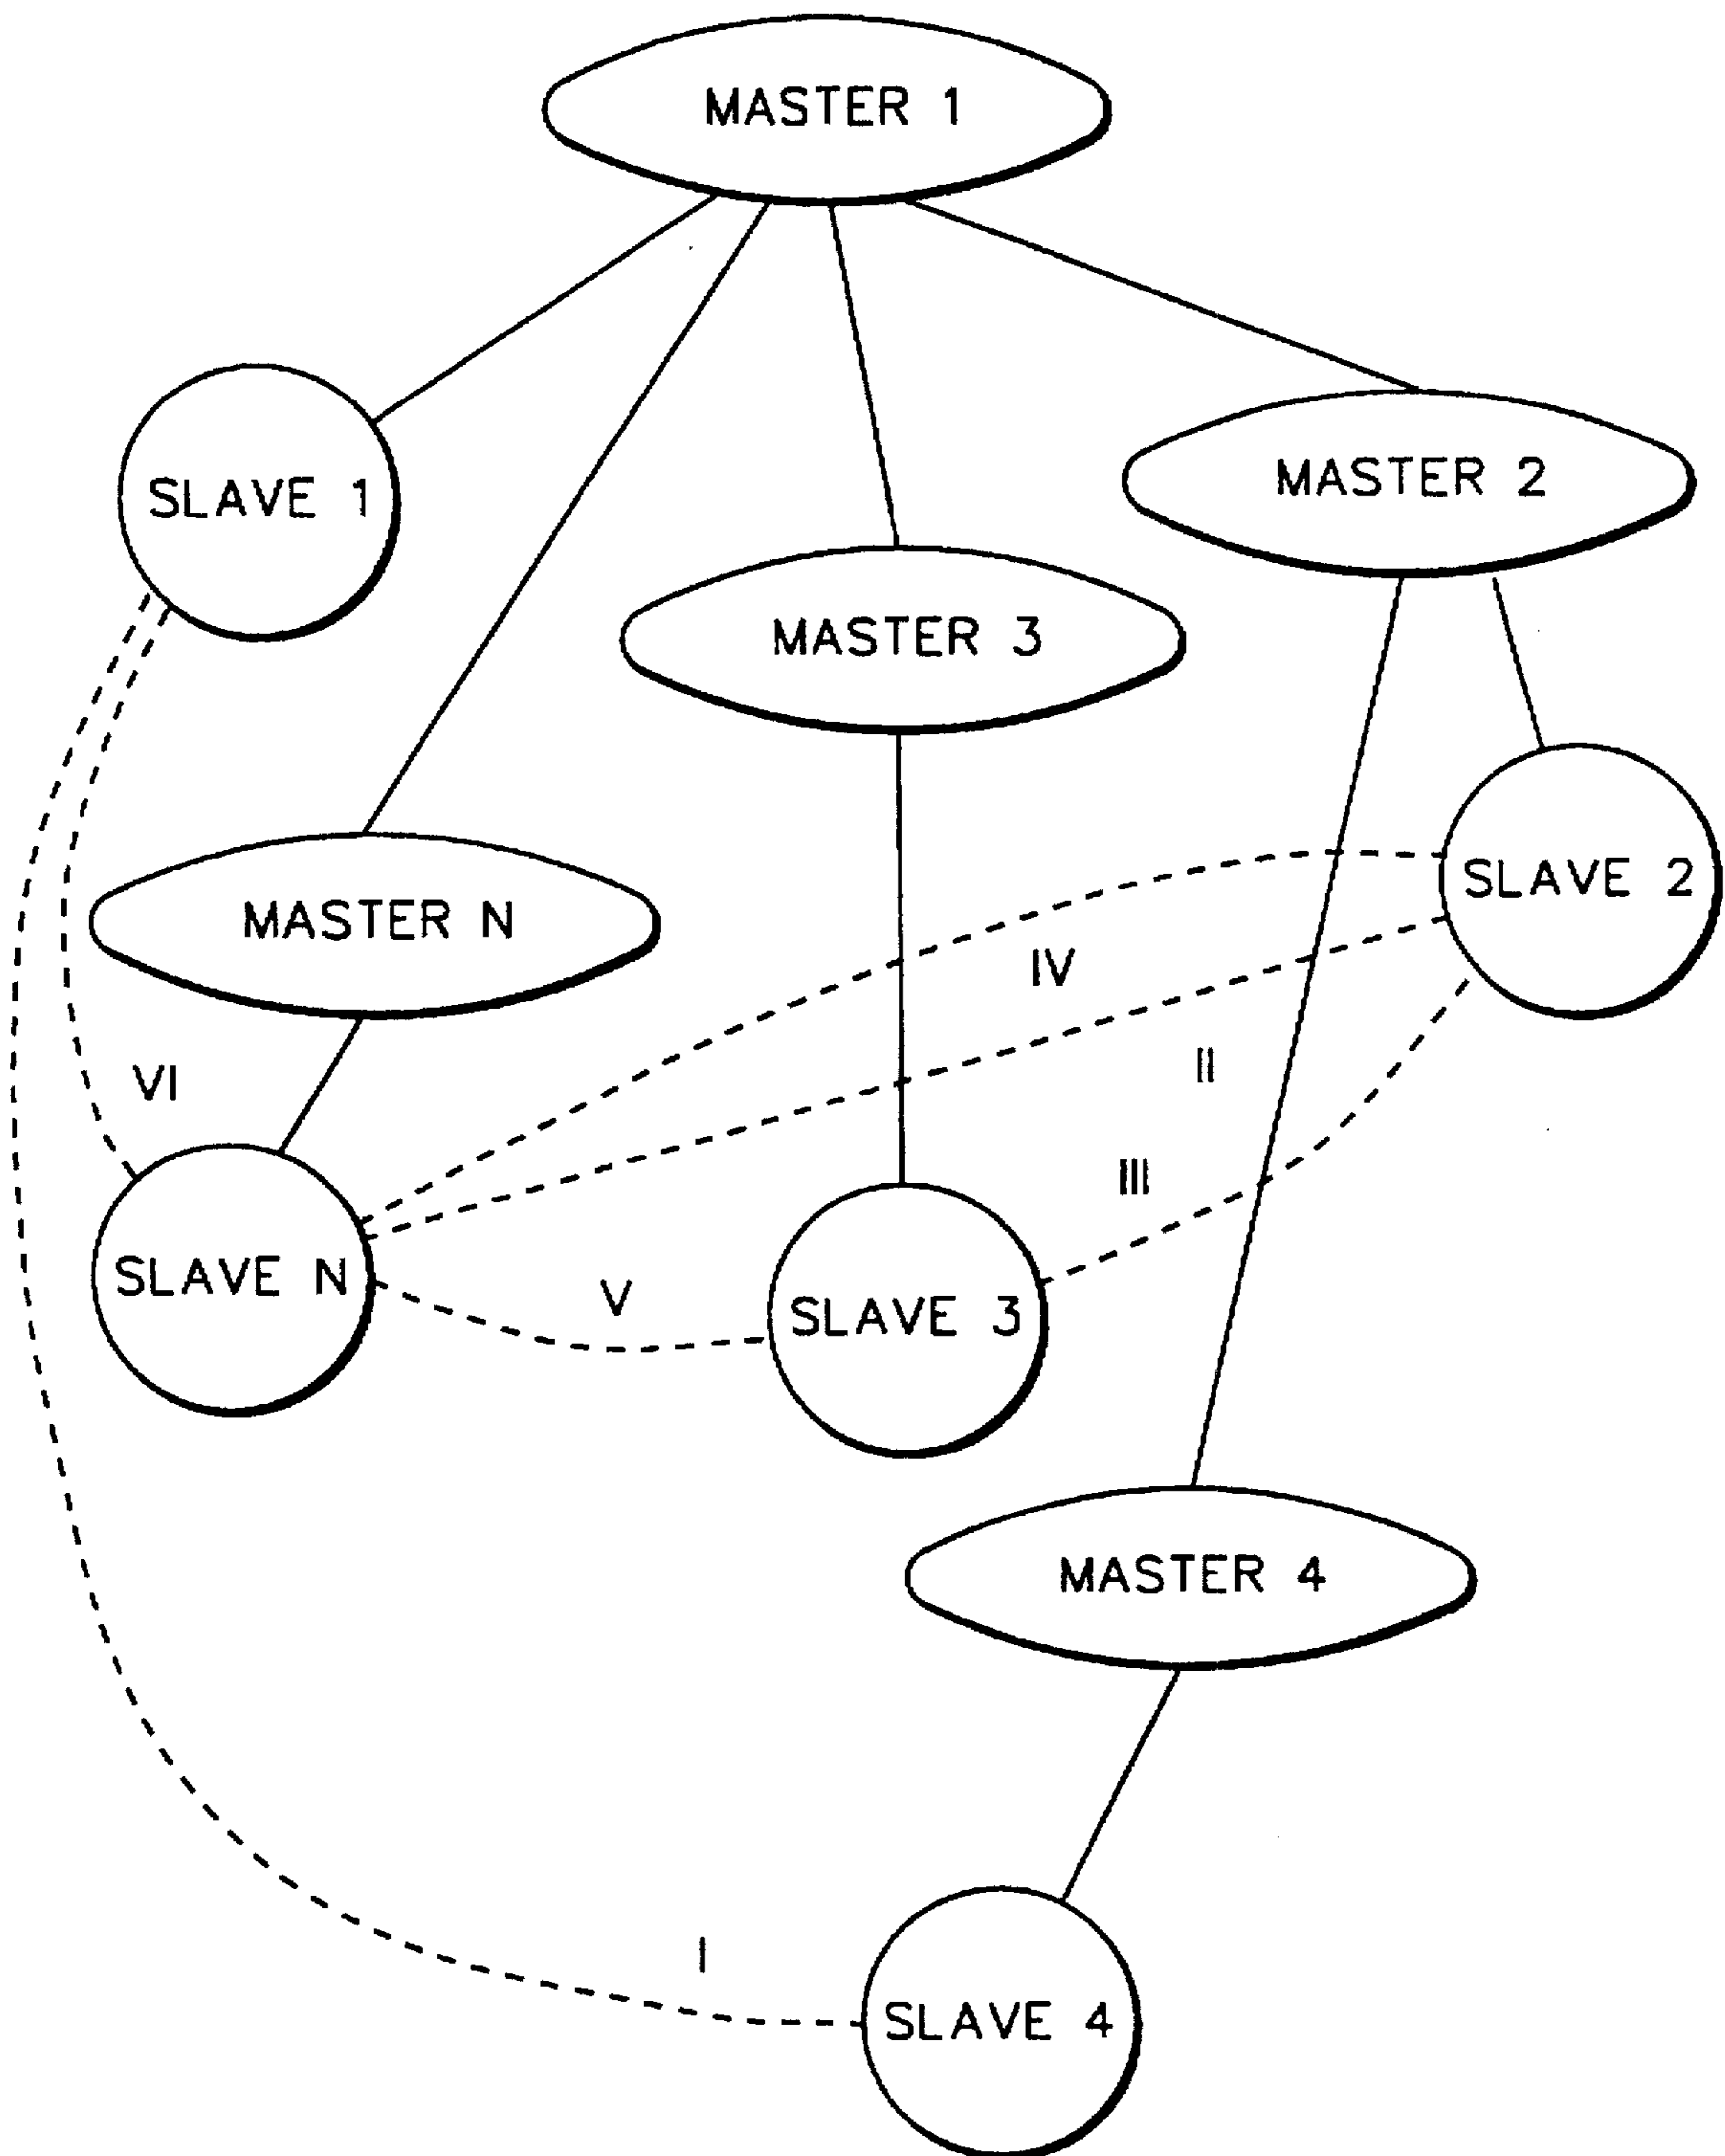 MASTER 1
SLAVE 1
MASTER 2
MASTER 3
MASTER N
SLAVE 2
IV
II
VI
III
SLAVE N
V
SLAVE 3
MASTER 4
I
SLAVE 4